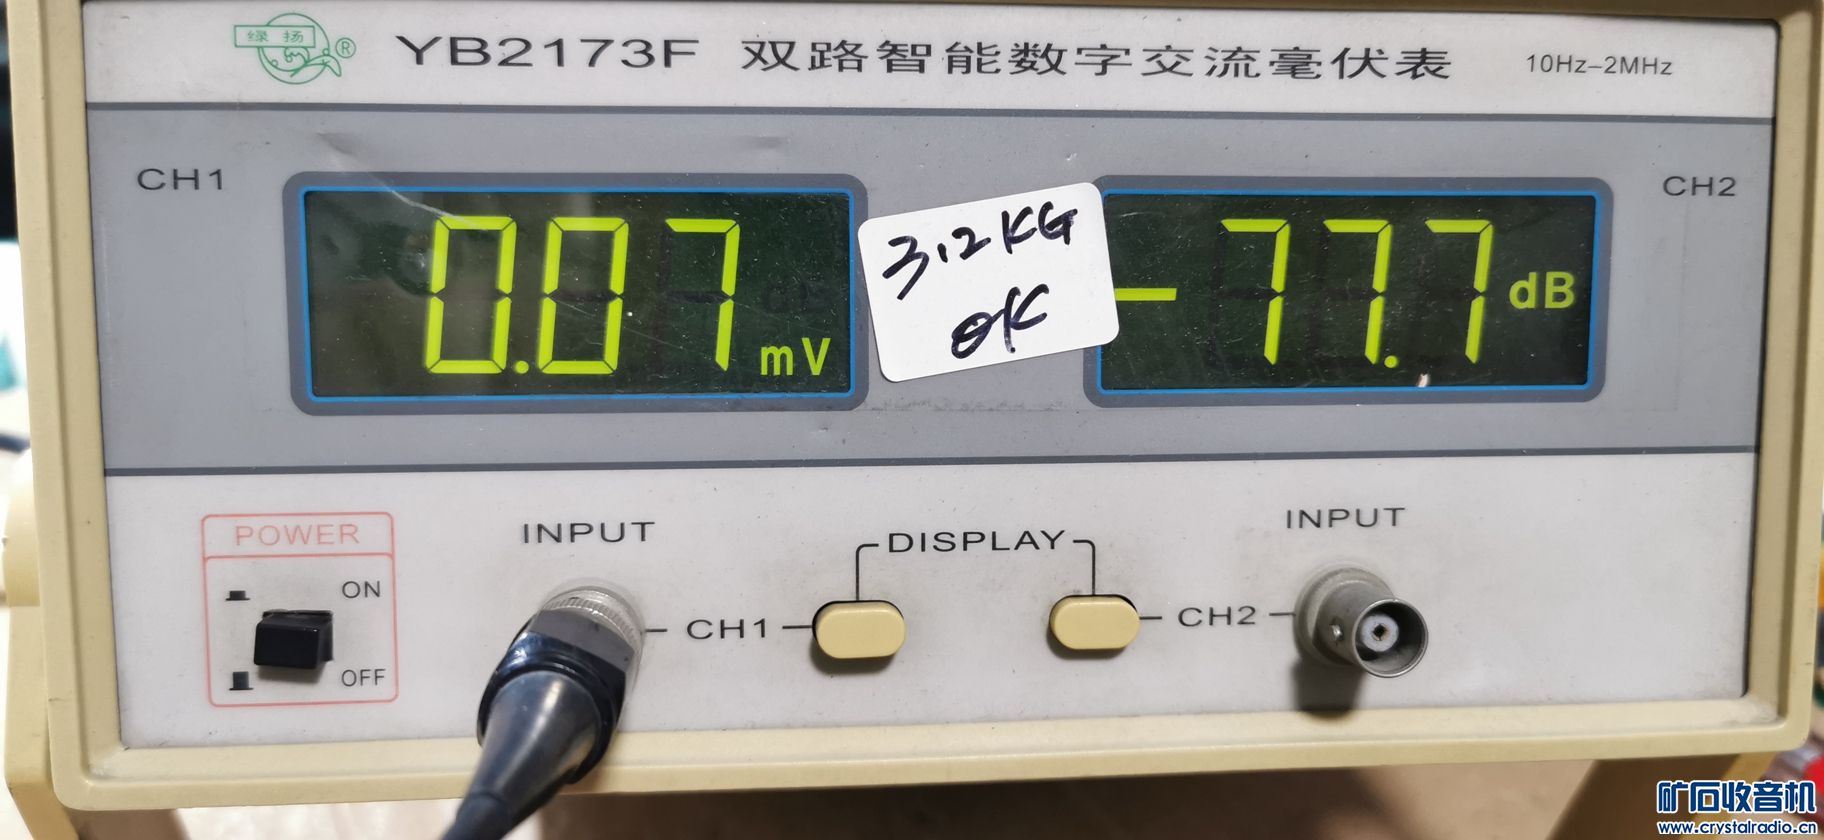 绿扬
®
YB2173F 双路智能数字交流毫伏表 10Hz-2MHz
CH1
CH2
0.07 mV
3.2KG
OK
-77.7 dB
POWER
ON
OFF
INPUT
CH1
DISPLAY
CH2
INPUT
矿石收音机
www.crystalradio.cn